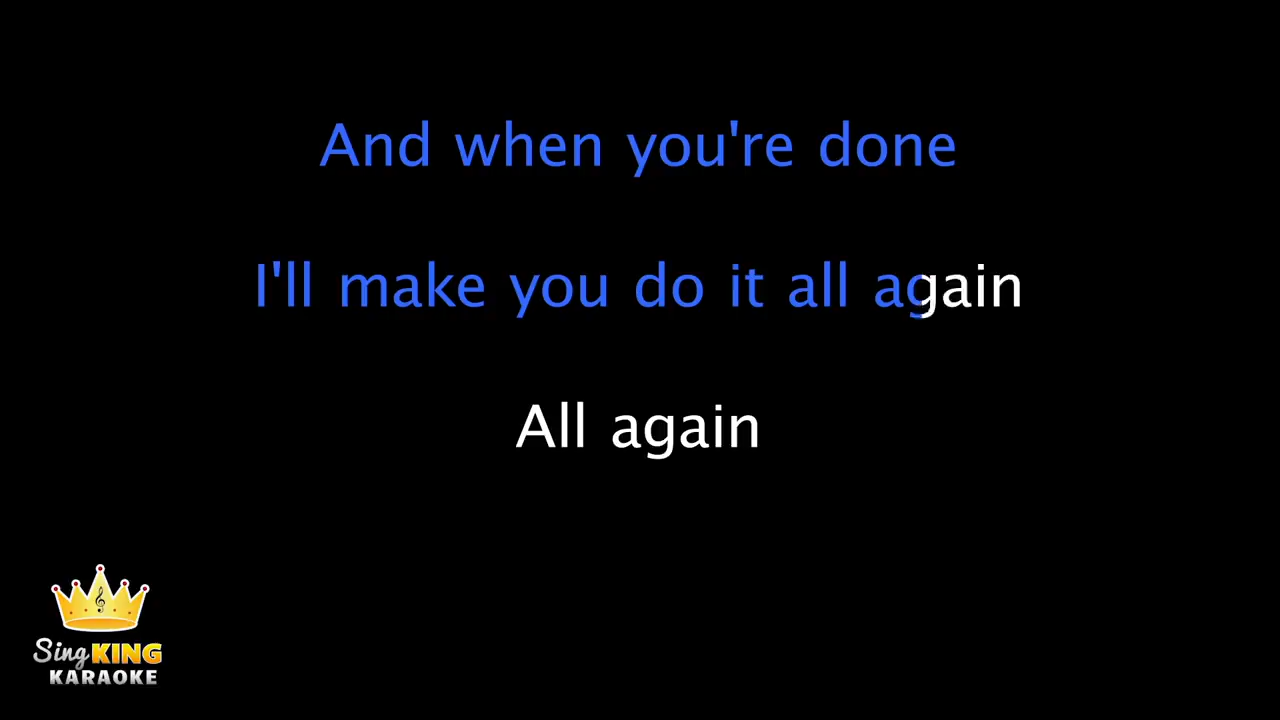 And when you're done
I'll make you do it all again
All again
Sing KING
KARAOKE